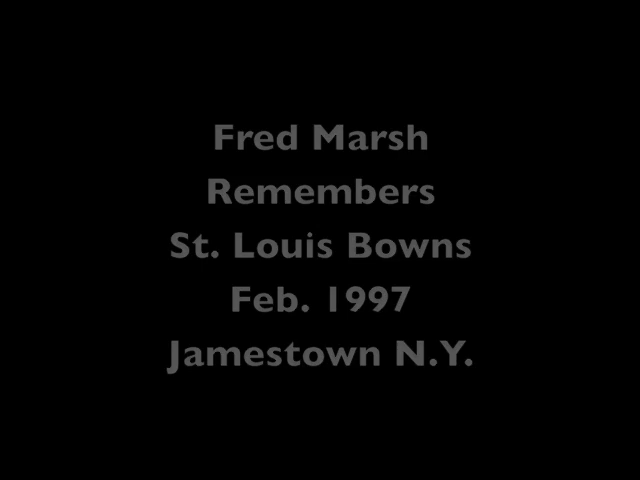 Fred Marsh
Remembers
St. Louis Bowns
Feb. 1997
Jamestown N.Y.